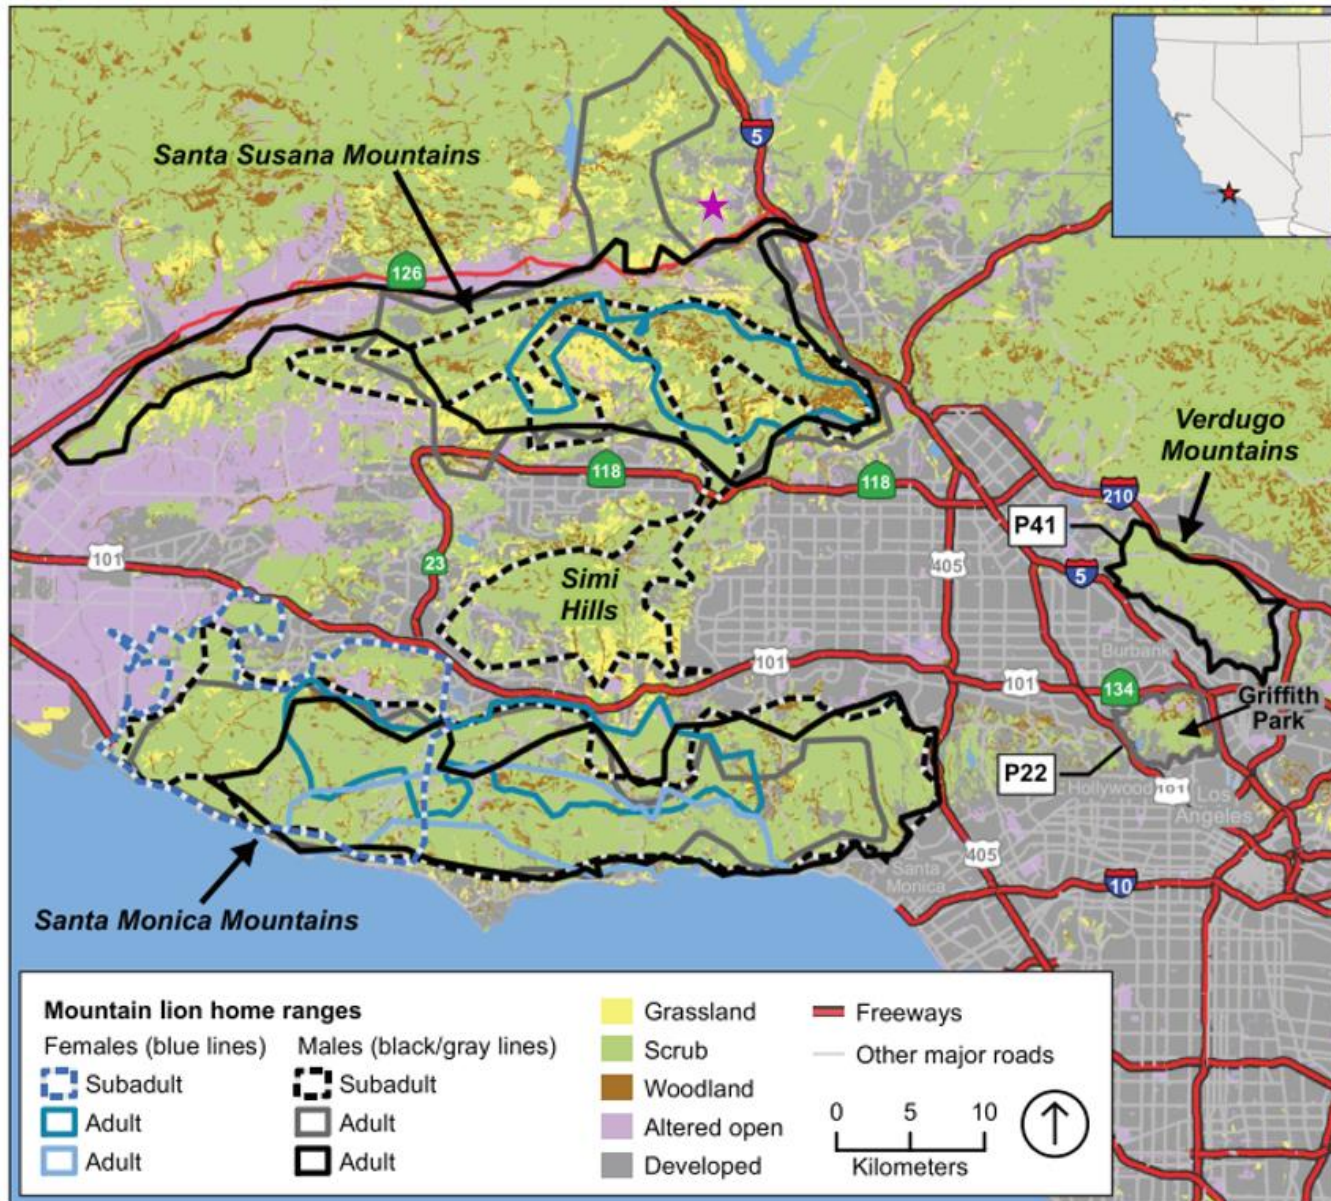 Santa Susana Mountains
5
126
Verdugo
Mountains
118
118
210
P41
101
23
Simi
Hills
405
5
Burbank
101
101
134
Griffith
Park
P22
Hollywood
101
Los
Angeles
405
Santa
Monica
10
Santa Monica Mountains
Mountain lion home ranges
Females (blue lines)
Males (black/gray lines)
Subadult
Subadult
Adult
Adult
Adult
Adult
Grassland
Scrub
Woodland
Altered open
Developed
Freeways
Other major roads
0 5 10
Kilometers